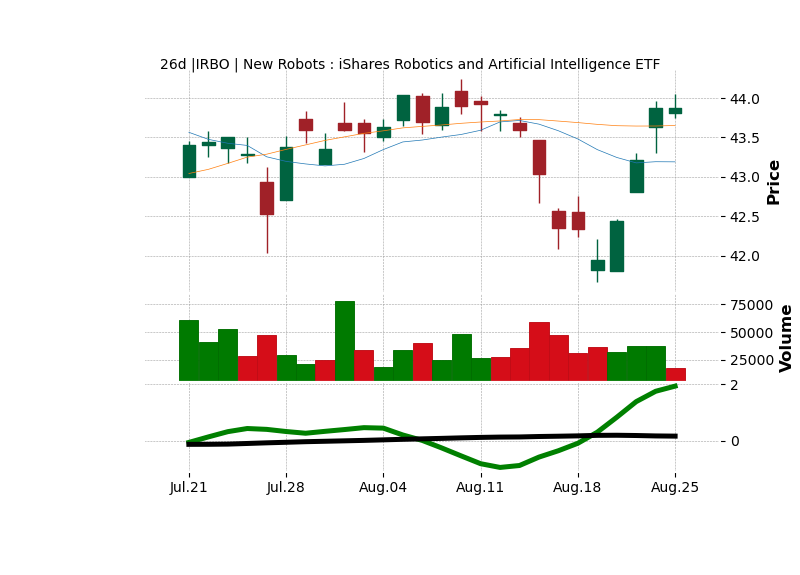 26d |IRBO | New Robots : iShares Robotics and Artificial Intelligence ETF
44.0
43.5
43.0
42.5
42.0
Price
75000
50000
25000
Volume
2
0
Jul.21 Jul.28 Aug.04 Aug.11 Aug.18 Aug.25